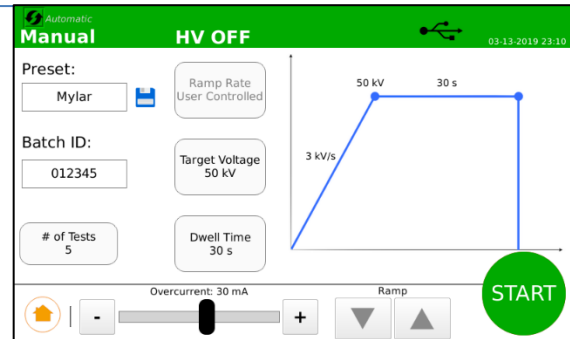 Automatic
Manual
HV OFF
03-13-2019 23:10
Preset:
Mylar
Ramp Rate
User Controlled
Batch ID:
012345
Target Voltage
50 kV
# of Tests
5
Dwell Time
30 s
50 kV
30 s
3 kV/s
Overcurrent: 30 mA
-
+
Ramp
START